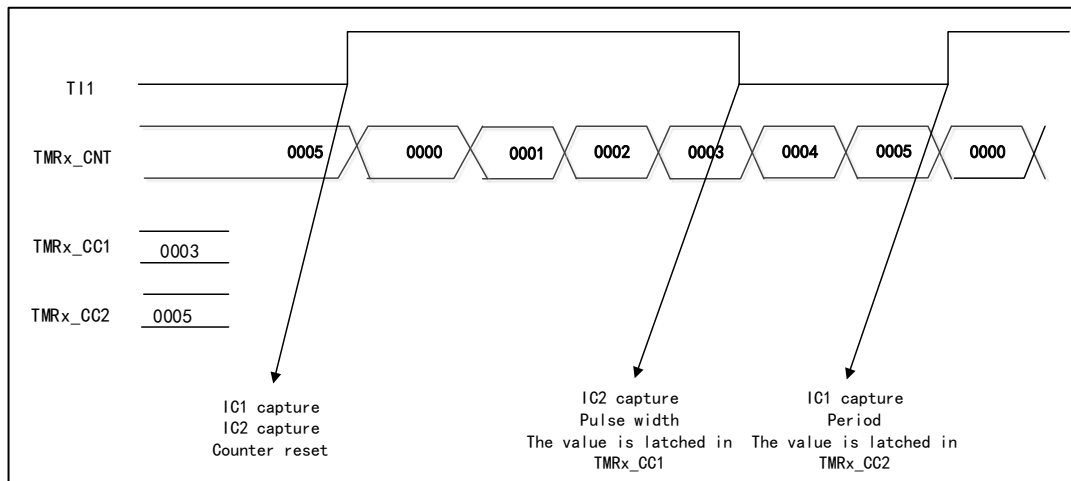 TI1
TMRx_CNT
0005 0000 0001 0002 0003 0004 0005 0000
TMRx_CC1
0003
TMRx_CC2
0005
IC1 capture
IC2 capture
Counter reset
IC2 capture
Pulse width
The value is latched in
TMRx_CC1
IC1 capture
Period
The value is latched in
TMRx_CC2